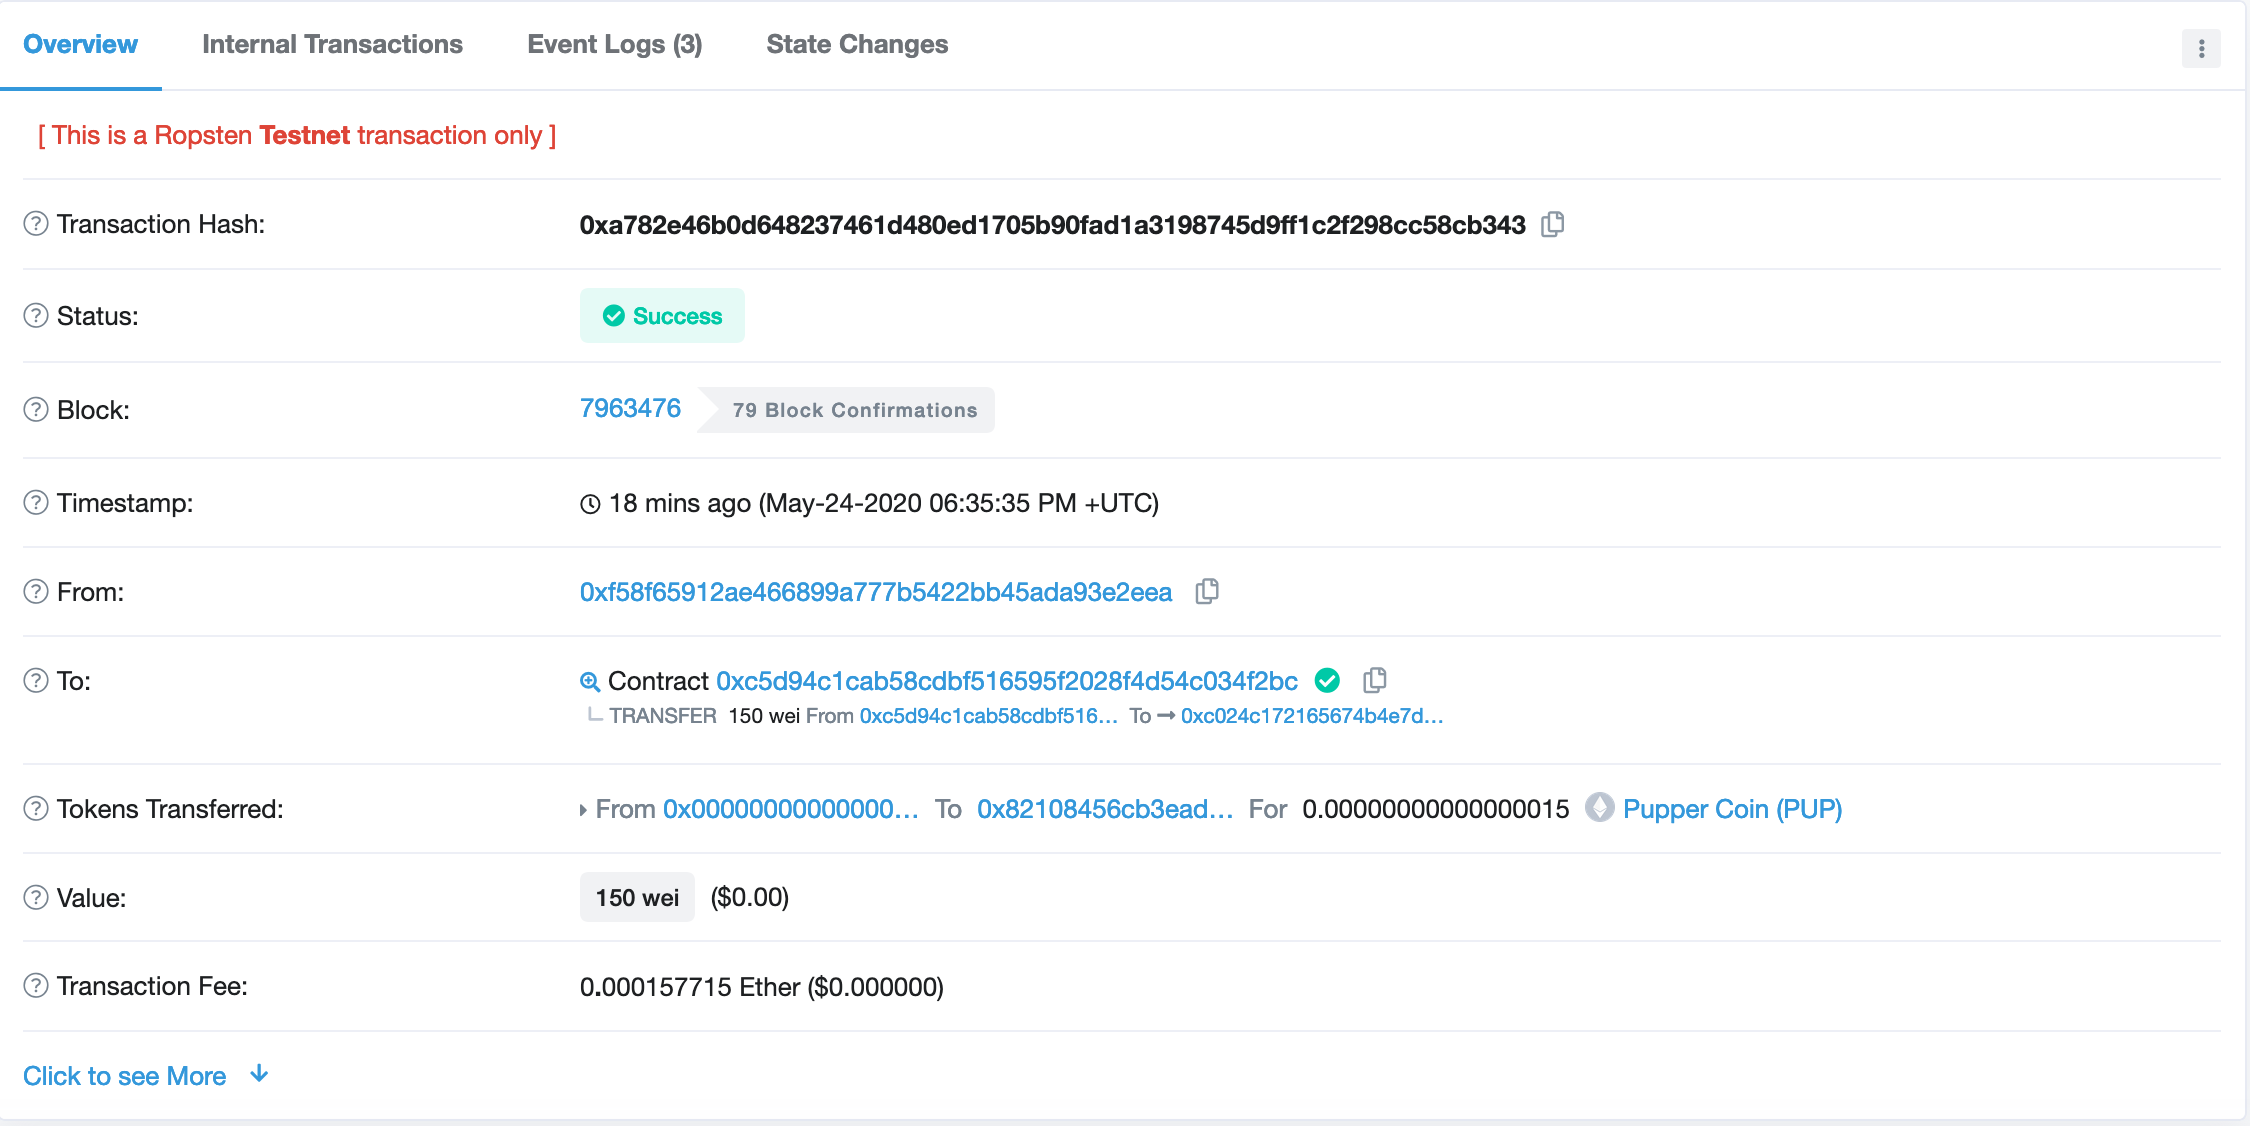 Overview Internal Transactions Event Logs (3) State Changes
[ This is a Ropsten Testnet transaction only ]
Transaction Hash: 0xa782e46b0d648237461d480ed1705b90fad1a3198745d9ff1c2f298cc58cb343
Status: Success
Block: 7963476 79 Block Confirmations
Timestamp: 18 mins ago (May-24-2020 06:35:35 PM +UTC)
From: 0xf58f65912ae466899a777b5422bb45ada93e2eea
To: Contract 0xc5d94c1cab58cdbf516595f2028f4d54c034f2bc
TRANSFER 150 wei From 0xc5d94c1cab58cdbf516... To → 0xc024c172165674b4e7d...
Tokens Transferred: From 0x00000000000000... To 0x82108456cb3ead... For 0.00000000000000015 Pupper Coin (PUP)
Value: 150 wei ($0.00)
Transaction Fee: 0.000157715 Ether ($0.000000)
Click to see More